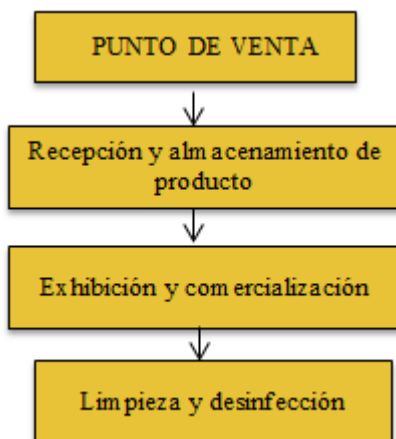 PUNTO DE VENTA
Recepción y almacenamiento de
producto
Exhibición y comercialización
Limpieza y desinfección